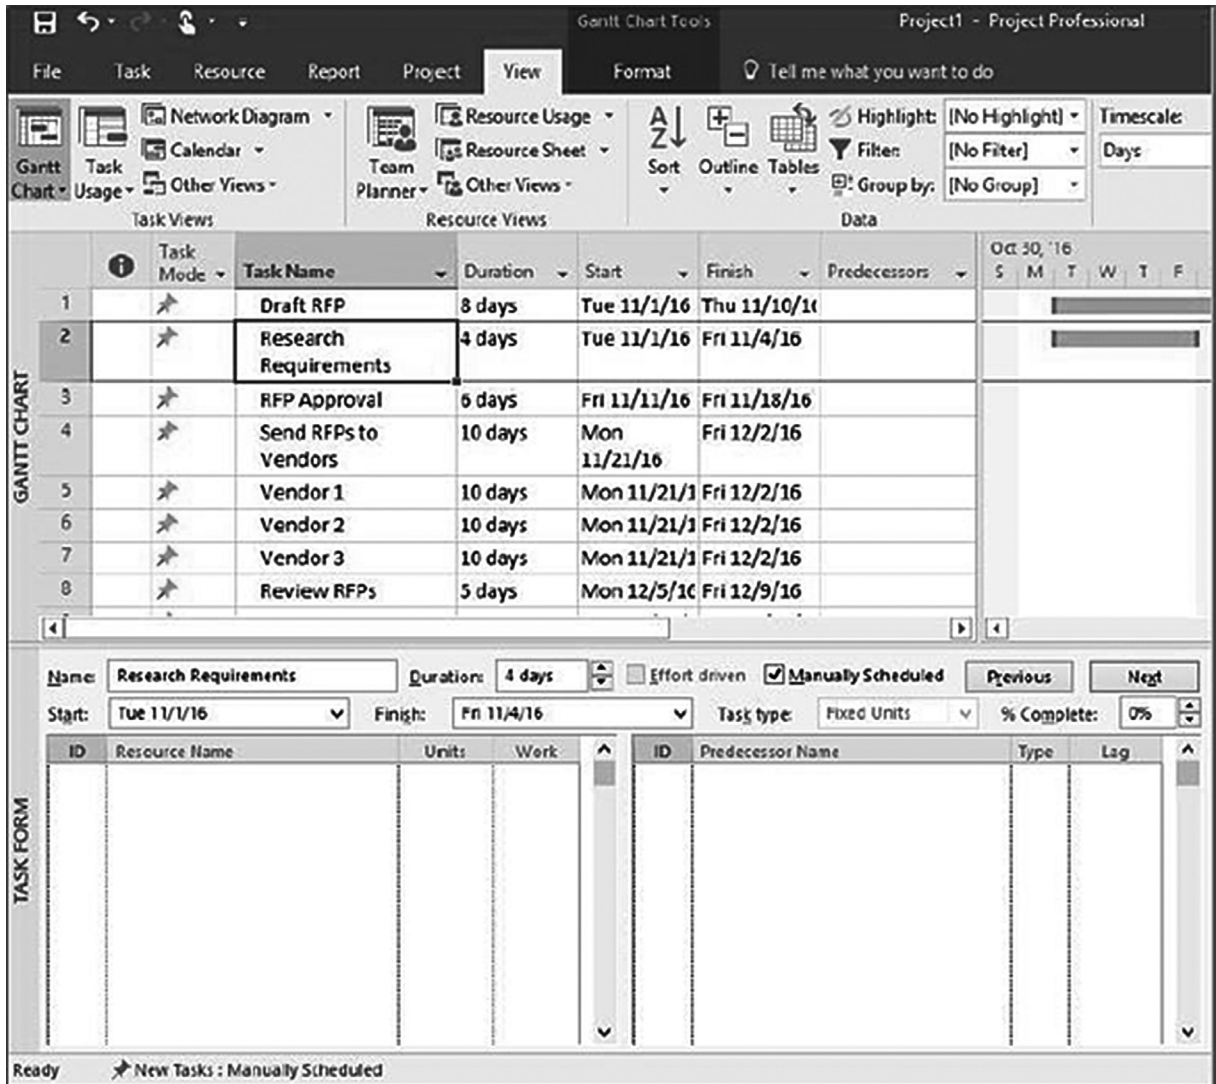 Gantt Chart Tools Project1 - Project Professional
File Task Resource Report Project View Format Tell me what you want to do
Network Diagram Resource Usage Highlight: [No Highlight] Timescale:
Calendar Resource Sheet Filter: [No Filter] Days
Gantt Chart Task Usage Other Views Team Planner Other Views Sort Outline Tables Group by: [No Group]
Task Views Resource Views Data
Task Mode Task Name Duration Start Finish Predecessors Oct 30, '16
S M T W T F
1 Draft RFP 8 days Tue 11/1/16 Thu 11/10/16
2 Research 4 days Tue 11/1/16 Fri 11/4/16
Requirements
3 RFP Approval 6 days Fri 11/11/16 Fri 11/18/16
4 Send RFPs to 10 days Mon Fri 12/2/16
Vendors 11/21/16
5 Vendor 1 10 days Mon 11/21/1 Fri 12/2/16
6 Vendor 2 10 days Mon 11/21/1 Fri 12/2/16
7 Vendor 3 10 days Mon 11/21/1 Fri 12/2/16
8 Review RFPs 5 days Mon 12/5/16 Fri 12/9/16
GANTT CHART
Name: Research Requirements Duration: 4 days Effort driven Manually Scheduled Previous Next
Start: Tue 11/1/16 Finish: Fri 11/4/16 Task type: Fixed Units % Complete: 0%
ID Resource Name Units Work ID Predecessor Name Type Lag
TASK FORM
Ready New Tasks : Manually Scheduled